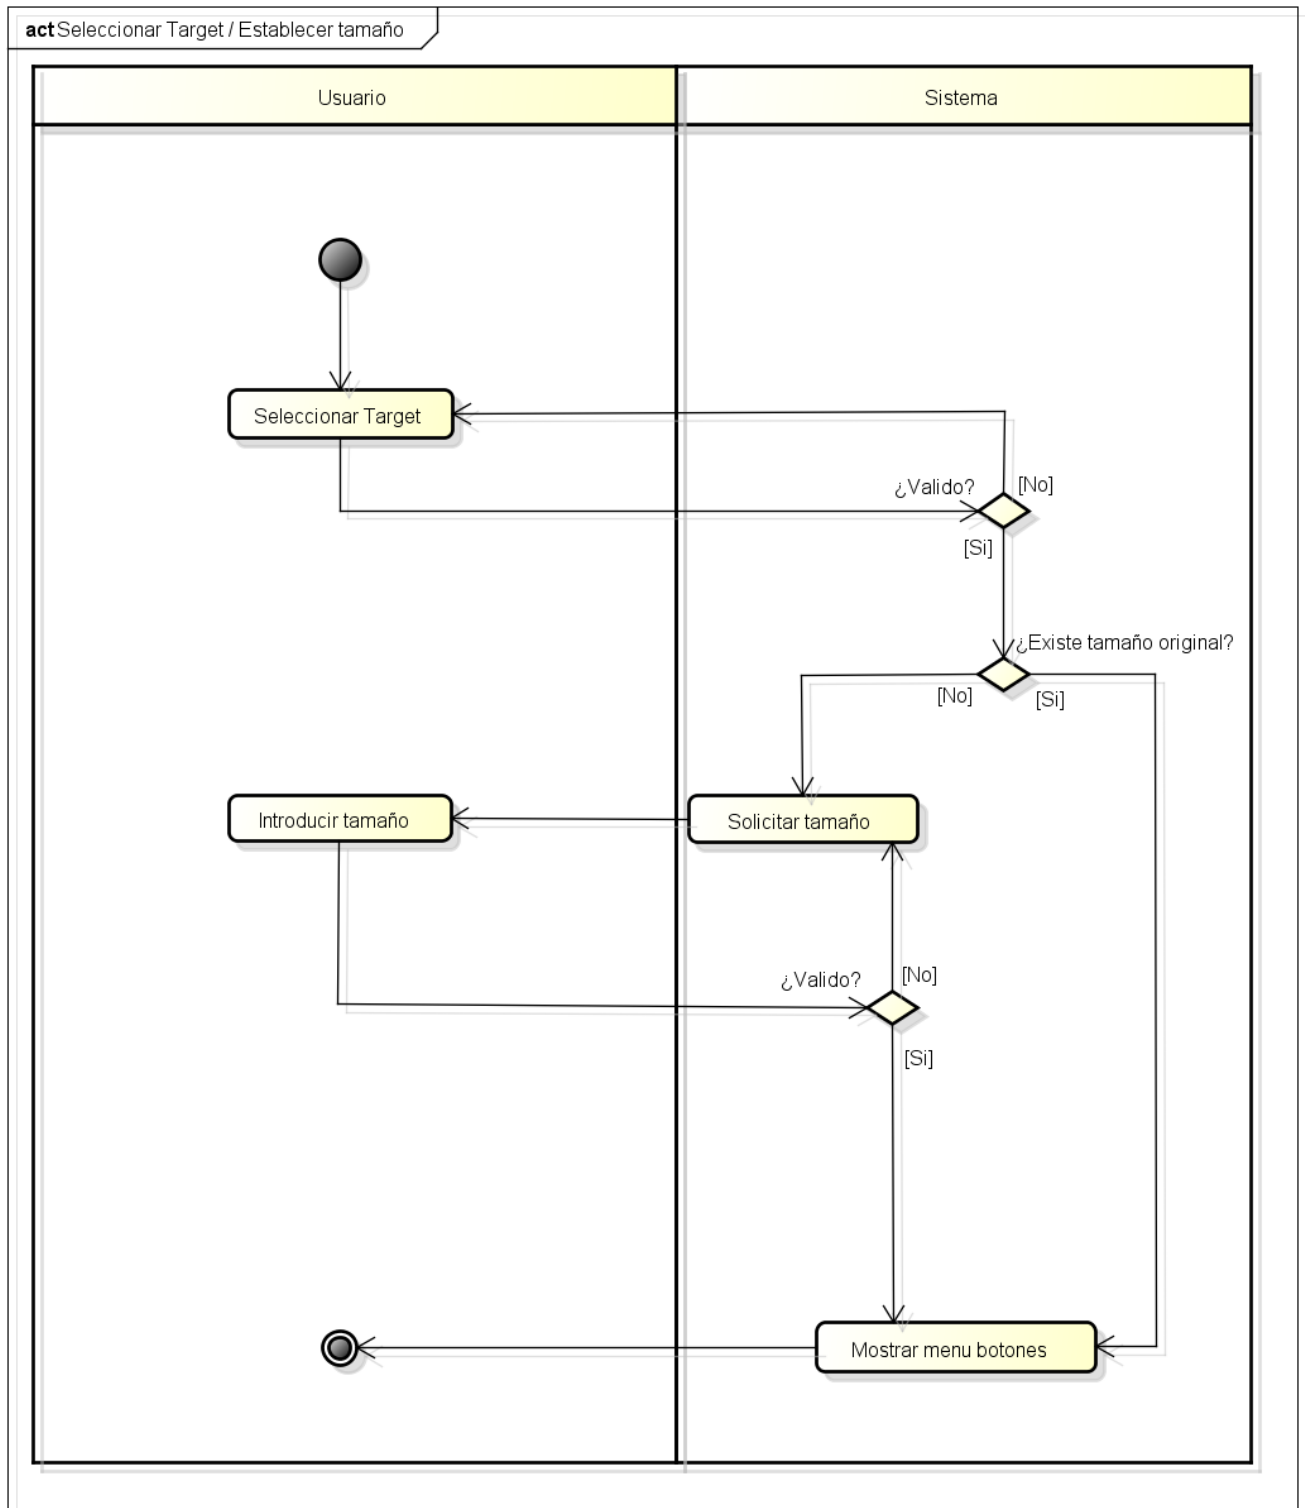 act Seleccionar Target / Establecer tamaño
Usuario
Sistema
Seleccionar Target
¿Valido?
[No]
[Si]
¿Existe tamaño original?
[No]
[Si]
Introducir tamaño
Solicitar tamaño
¿Valido?
[No]
[Si]
Mostrar menu botones